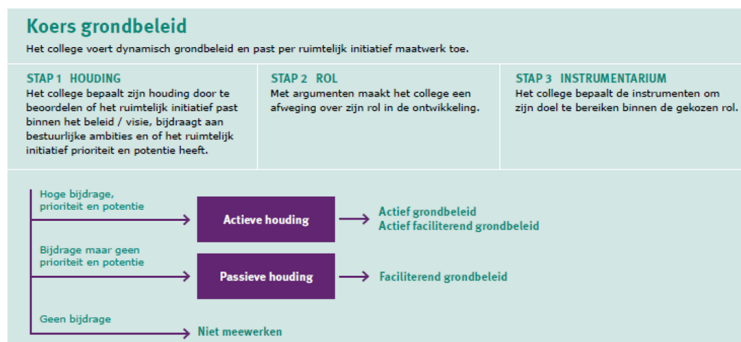 Koers grondbeleid
Het college voert dynamisch grondbeleid en past per ruimtelijk initiatief maatwerk toe.
STAP 1 HOUDING
Het college bepaalt zijn houding door te
beoordelen of het ruimtelijk initiatief past
binnen het beleid / visie, bijdraagt aan
bestuurlijke ambities en of het ruimtelijk
initiatief prioriteit en potentie heeft.
STAP 2 ROL
Met argumenten maakt het college een
afweging over zijn rol in de ontwikkeling.
STAP 3 INSTRUMENTARIUM
Het college bepaalt de instrumenten om
zijn doel te bereiken binnen de gekozen rol.
Hoge bijdrage,
prioriteit en potentie
Actieve houding
Actief grondbeleid
Actief faciliterend grondbeleid
Bijdrage maar geen
prioriteit en potentie
Passieve houding
Faciliterend grondbeleid
Geen bijdrage
Niet meewerken